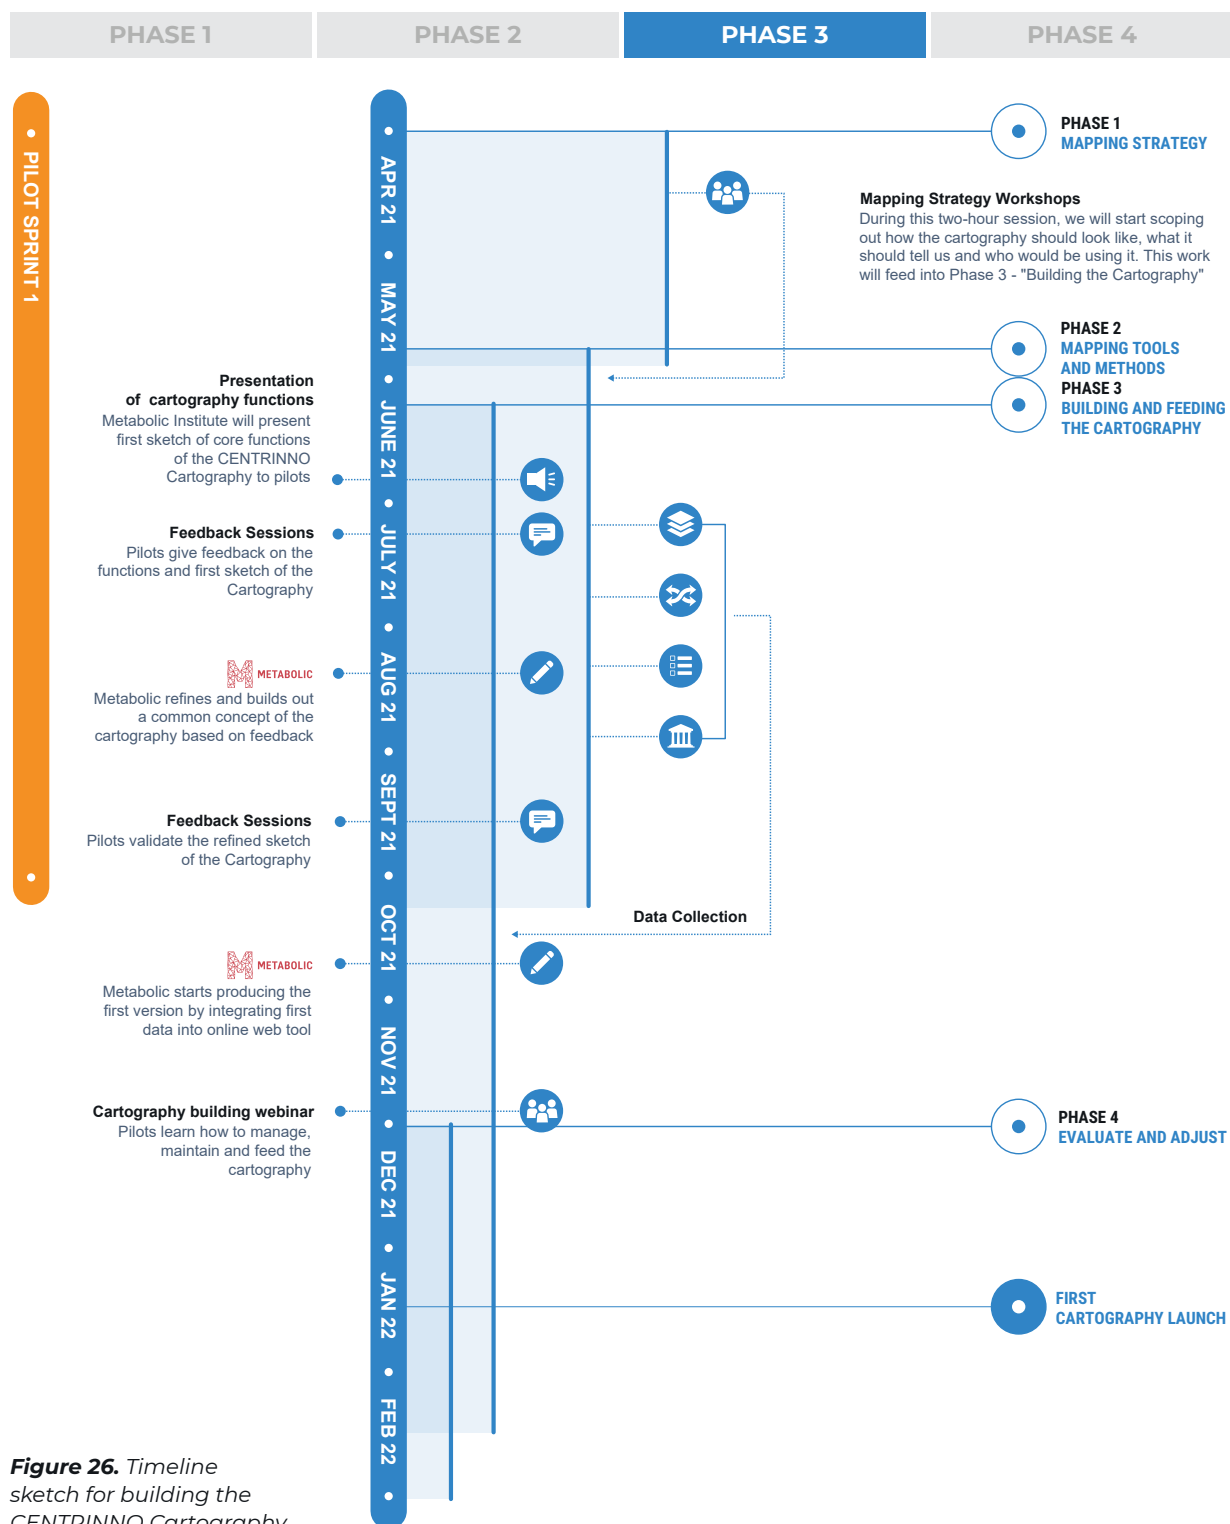 PHASE 1
PHASE 2
PHASE 3
PHASE 4
PILOT SPRINT 1
APR 21
MAY 21
JUNE 21
JULY 21
AUG 21
SEPT 21
OCT 21
NOV 21
DEC 21
JAN 22
FEB 22
PHASE 1
MAPPING STRATEGY
Mapping Strategy Workshops
During this two-hour session, we will start scoping
out how the cartography should look like, what it
should tell us and who would be using it. This work
will feed into Phase 3 - "Building the Cartography"
PHASE 2
MAPPING TOOLS
AND METHODS
PHASE 3
BUILDING AND FEEDING
THE CARTOGRAPHY
Presentation
of cartography functions
Metabolic Institute will present
first sketch of core functions
of the CENTRINNO
Cartography to pilots
Feedback Sessions
Pilots give feedback on the
functions and first sketch of the
Cartography
METABOLIC
Metabolic refines and builds out
a common concept of the
cartography based on feedback
Feedback Sessions
Pilots validate the refined sketch
of the Cartography
Data Collection
METABOLIC
Metabolic starts producing the
first version by integrating first
data into online web tool
Cartography building webinar
Pilots learn how to manage,
maintain and feed the
cartography
PHASE 4
EVALUATE AND ADJUST
FIRST
CARTOGRAPHY LAUNCH
Figure 26. Timeline
sketch for building the
CENTRINNO Cartography